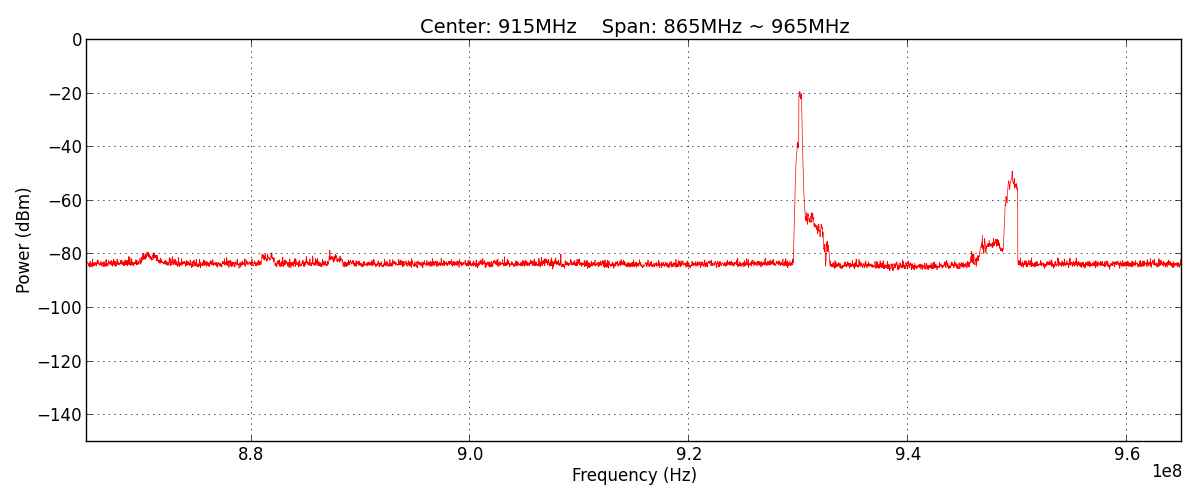 Center: 915MHz    Span: 865MHz ~ 965MHz
0
−20
−40
−60
−80
−100
−120
−140
Power (dBm)
8.8 9.0 9.2 9.4 9.6
1e8
Frequency (Hz)